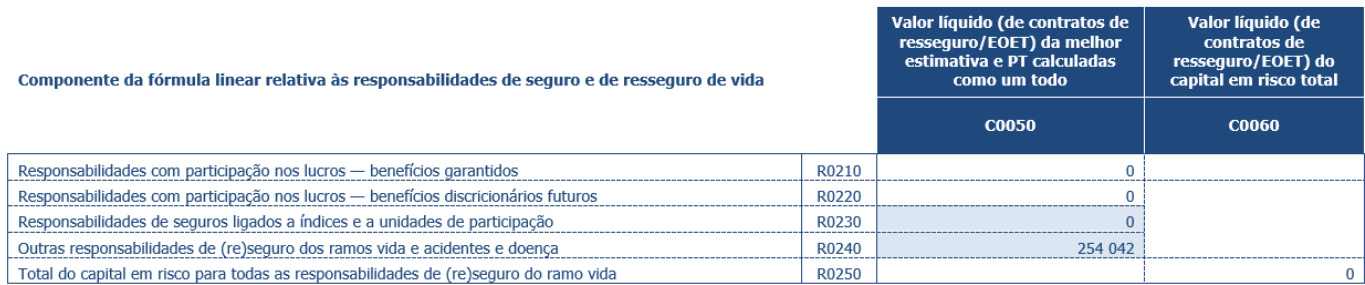 Componente da fórmula linear relativa às responsabilidades de seguro e de resseguro de vida
Valor líquido (de contratos de
resseguro/EOET) da melhor
estimativa e PT calculadas
como um todo
Valor líquido (de
contratos de
resseguro/EOET) do
capital em risco total
C0050
C0060
Responsabilidades com participação nos lucros — benefícios garantidos R0210 0
Responsabilidades com participação nos lucros — benefícios discricionários futuros R0220 0
Responsabilidades de seguros ligados a índices e a unidades de participação R0230 0
Outras responsabilidades de (re)seguro dos ramos vida e acidentes e doença R0240 254 042
Total do capital em risco para todas as responsabilidades de (re)seguro do ramo vida R0250 0